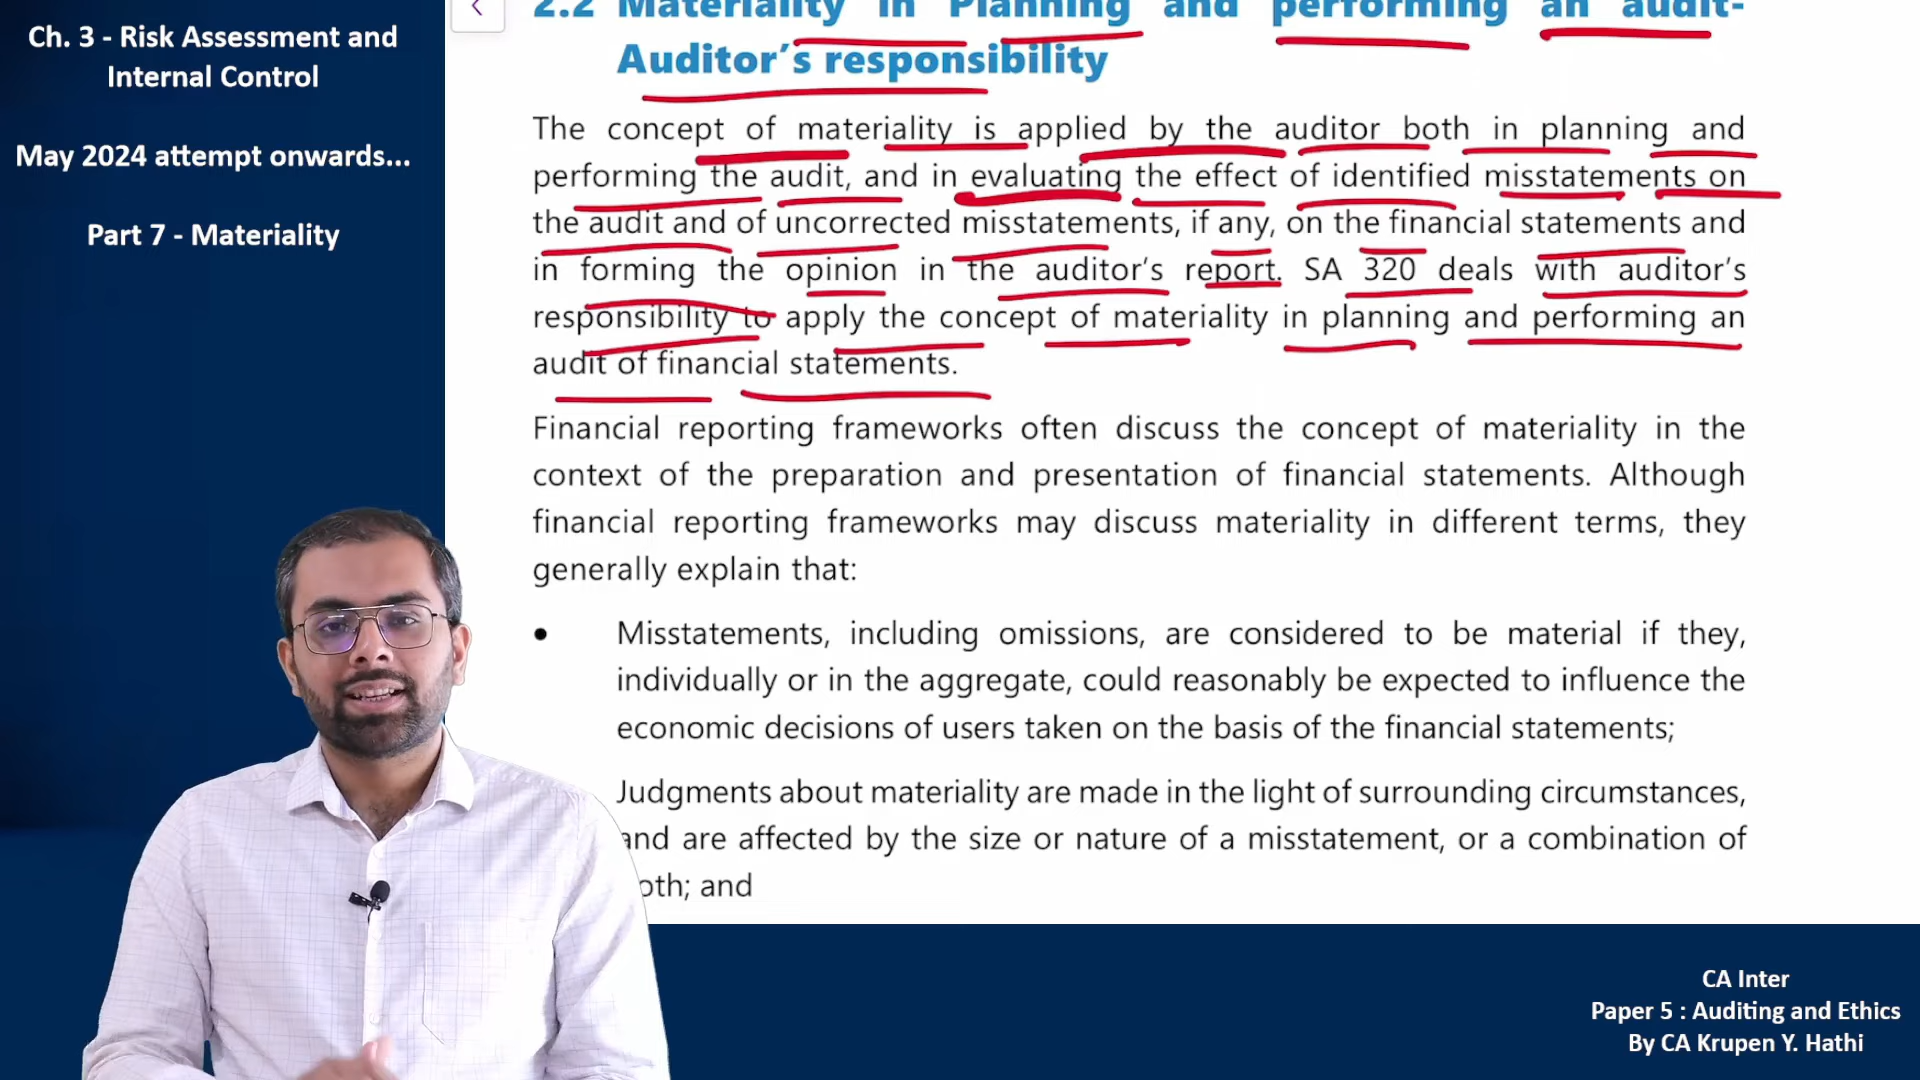 Ch. 3 - Risk Assessment and
Internal Control
May 2024 attempt onwards...
Part 7 - Materiality
2.2 Materiality in Planning and performing an audit-
Auditor’s responsibility
The concept of materiality is applied by the auditor both in planning and
performing the audit, and in evaluating the effect of identified misstatements on
the audit and of uncorrected misstatements, if any, on the financial statements and
in forming the opinion in the auditor’s report. SA 320 deals with auditor’s
responsibility to apply the concept of materiality in planning and performing an
audit of financial statements.
Financial reporting frameworks often discuss the concept of materiality in the
context of the preparation and presentation of financial statements. Although
financial reporting frameworks may discuss materiality in different terms, they
generally explain that:
• Misstatements, including omissions, are considered to be material if they,
individually or in the aggregate, could reasonably be expected to influence the
economic decisions of users taken on the basis of the financial statements;
Judgments about materiality are made in the light of surrounding circumstances,
and are affected by the size or nature of a misstatement, or a combination of
oth; and
CA Inter
Paper 5 : Auditing and Ethics
By CA Krupen Y. Hathi